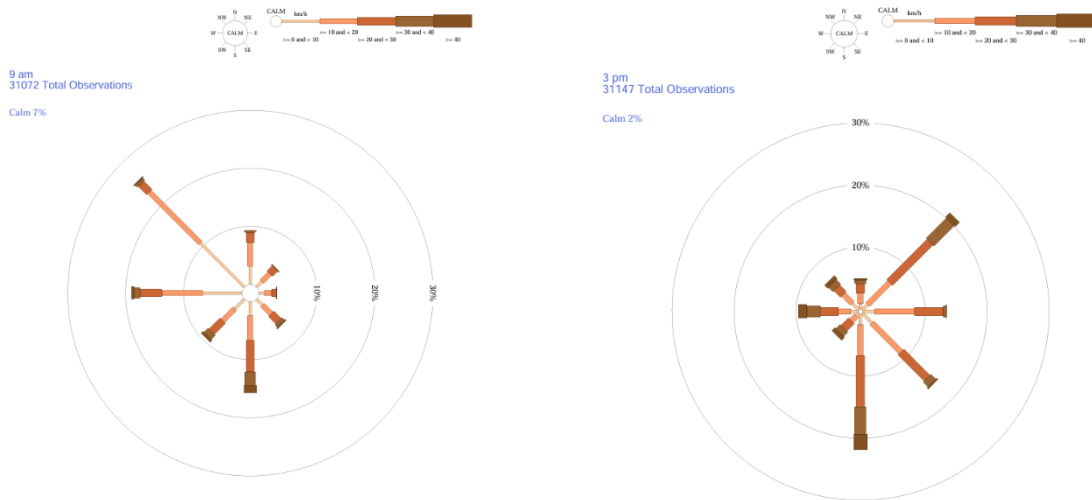 CALM km/h
N
NW NE
W CALM E
SW SE
S
>= 10 and < 20 >= 30 and < 40
>= 0 and < 10 >= 20 and < 30 >= 40
9 am
31072 Total Observations
Calm 7%
10%
20%
30%
CALM km/h
N
NW NE
W CALM E
SW SE
S
>= 10 and < 20 >= 30 and < 40
>= 0 and < 10 >= 20 and < 30 >= 40
3 pm
31147 Total Observations
Calm 2%
30%
20%
10%